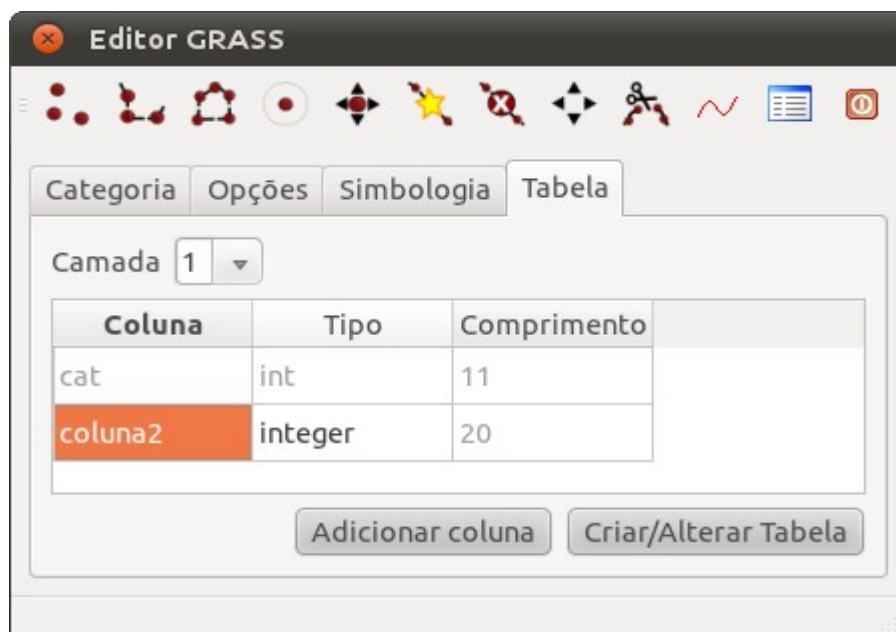 Editor GRASS
Categoria Opções Simbologia Tabela
Camada 1
Coluna Tipo Comprimento
cat int 11
coluna2 integer 20
Adicionar coluna Criar/Alterar Tabela